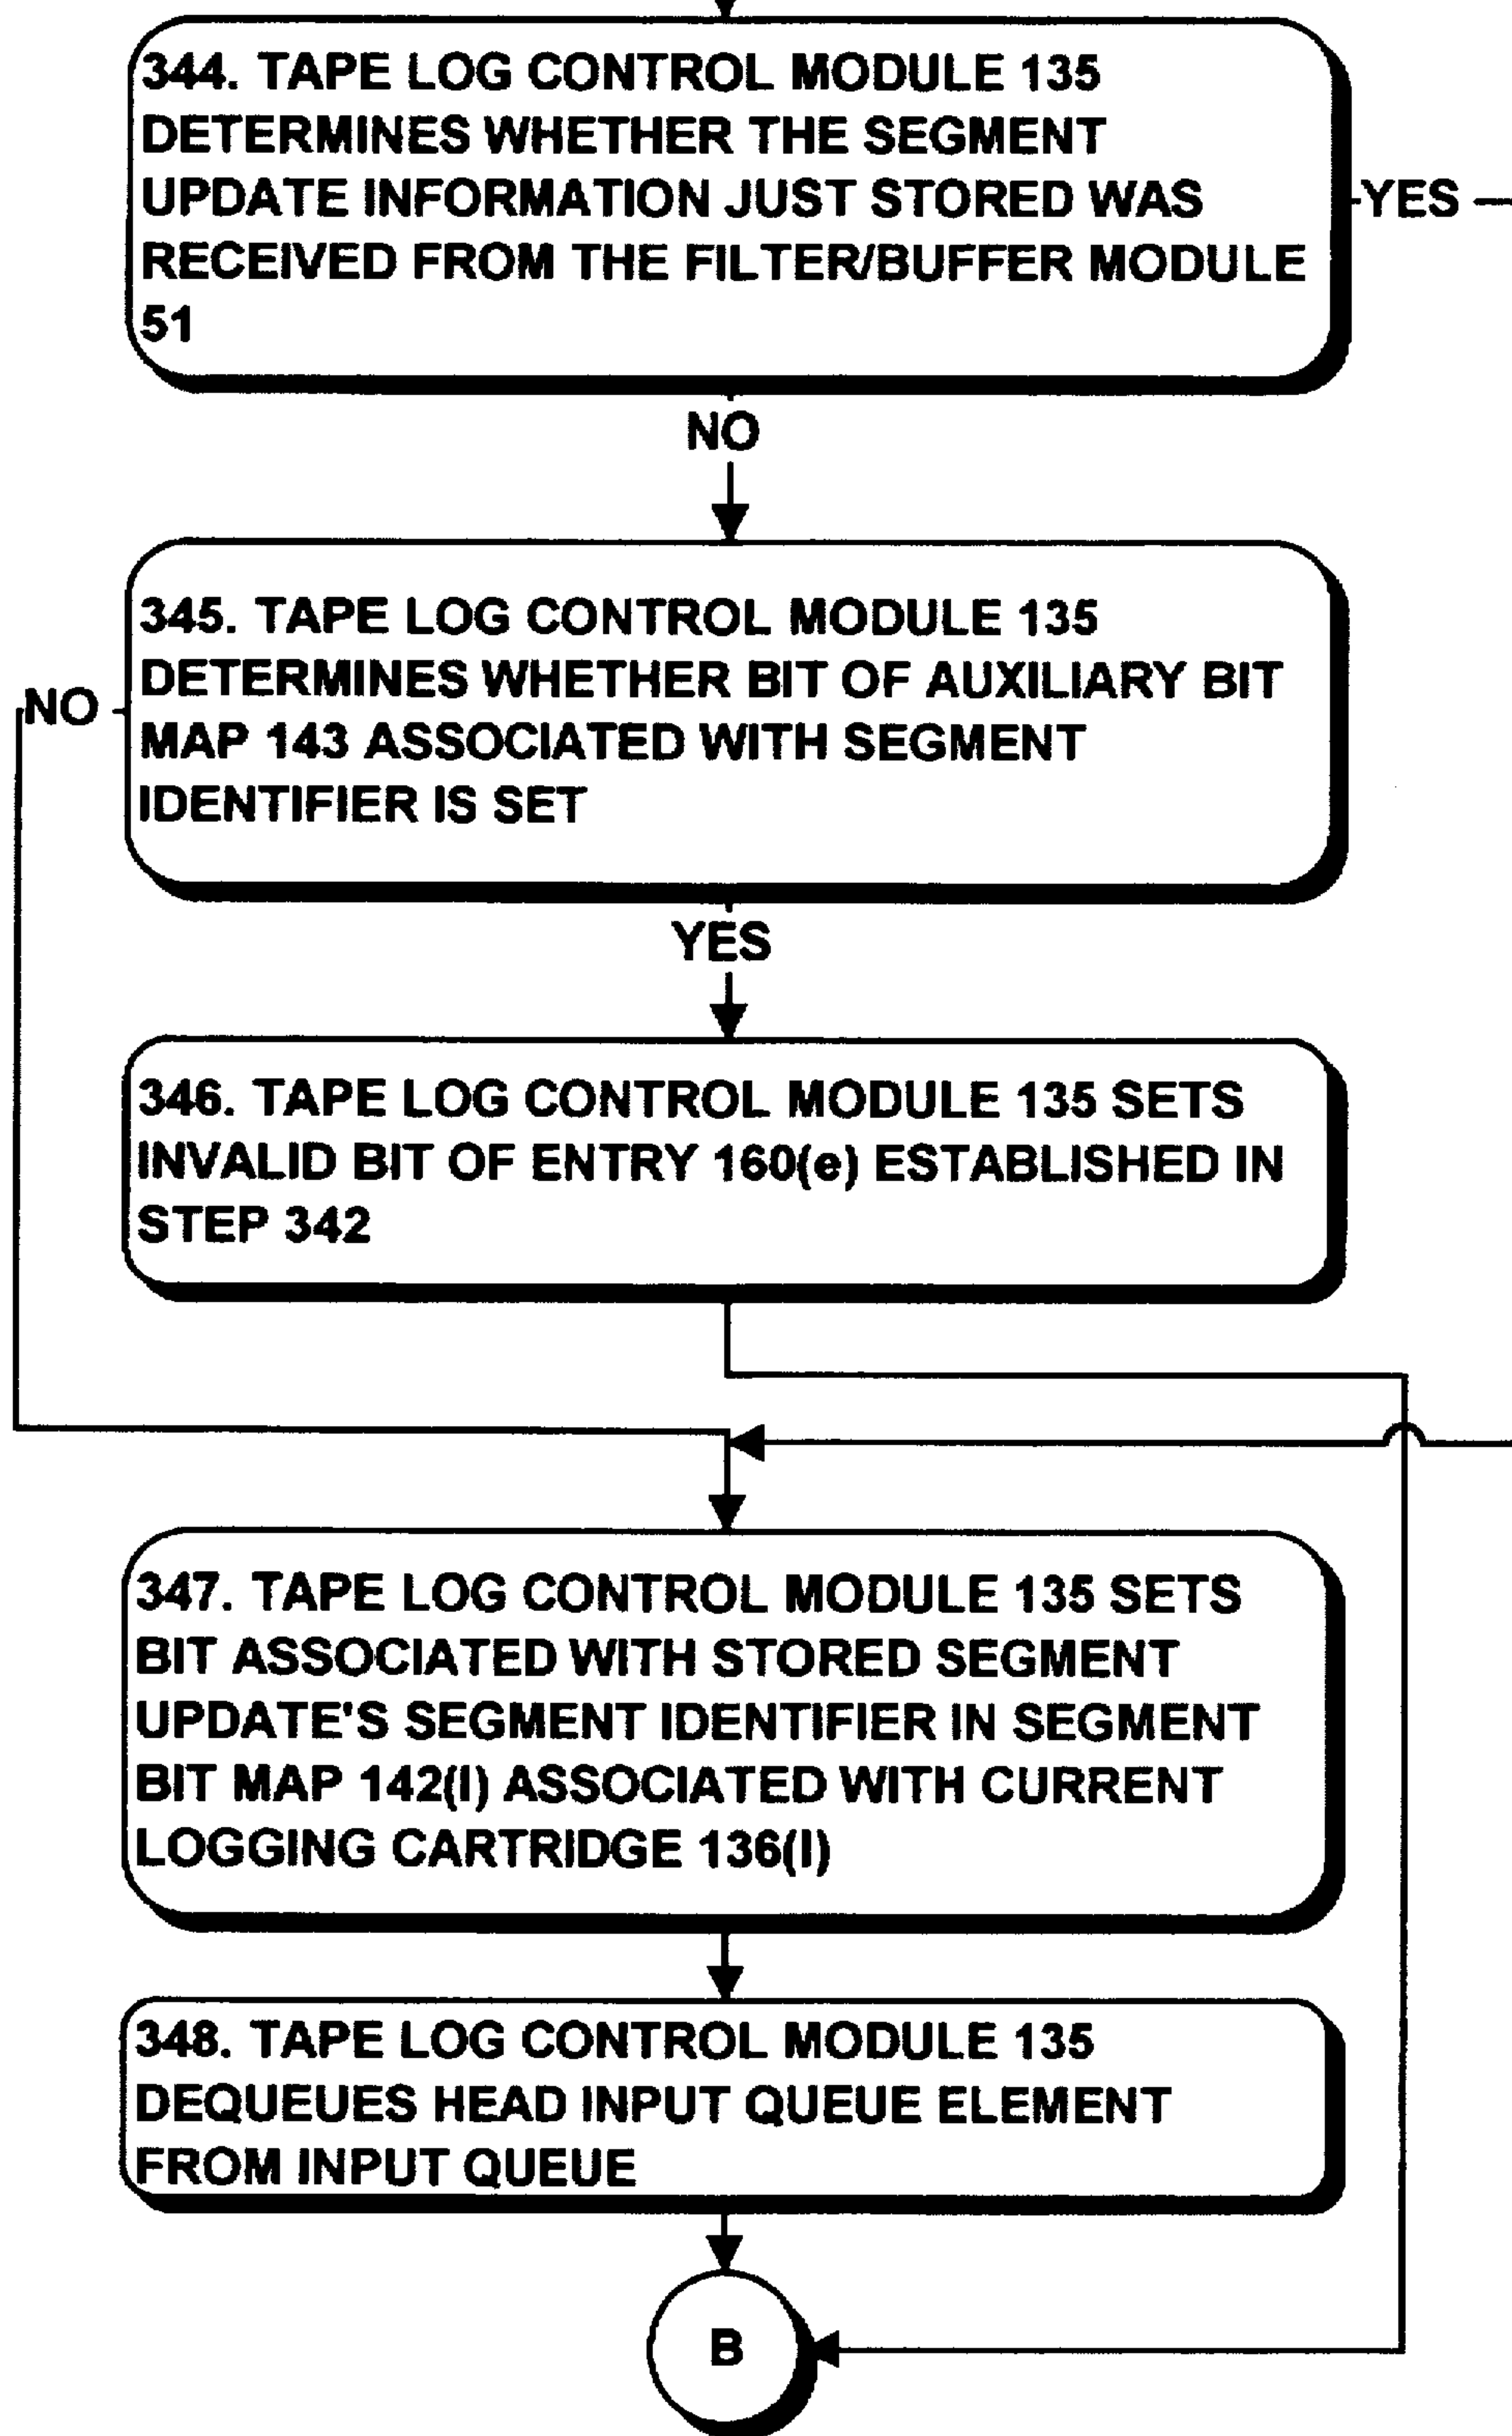 344. TAPE LOG CONTROL MODULE 135
DETERMINES WHETHER THE SEGMENT
UPDATE INFORMATION JUST STORED WAS
RECEIVED FROM THE FILTER/BUFFER MODULE
51
YES
NO
345. TAPE LOG CONTROL MODULE 135
DETERMINES WHETHER BIT OF AUXILIARY BIT
MAP 143 ASSOCIATED WITH SEGMENT
IDENTIFIER IS SET
NO
YES
346. TAPE LOG CONTROL MODULE 135 SETS
INVALID BIT OF ENTRY 160(e) ESTABLISHED IN
STEP 342
347. TAPE LOG CONTROL MODULE 135 SETS
BIT ASSOCIATED WITH STORED SEGMENT
UPDATE'S SEGMENT IDENTIFIER IN SEGMENT
BIT MAP 142(I) ASSOCIATED WITH CURRENT
LOGGING CARTRIDGE 136(I)
348. TAPE LOG CONTROL MODULE 135
DEQUEUES HEAD INPUT QUEUE ELEMENT
FROM INPUT QUEUE
B